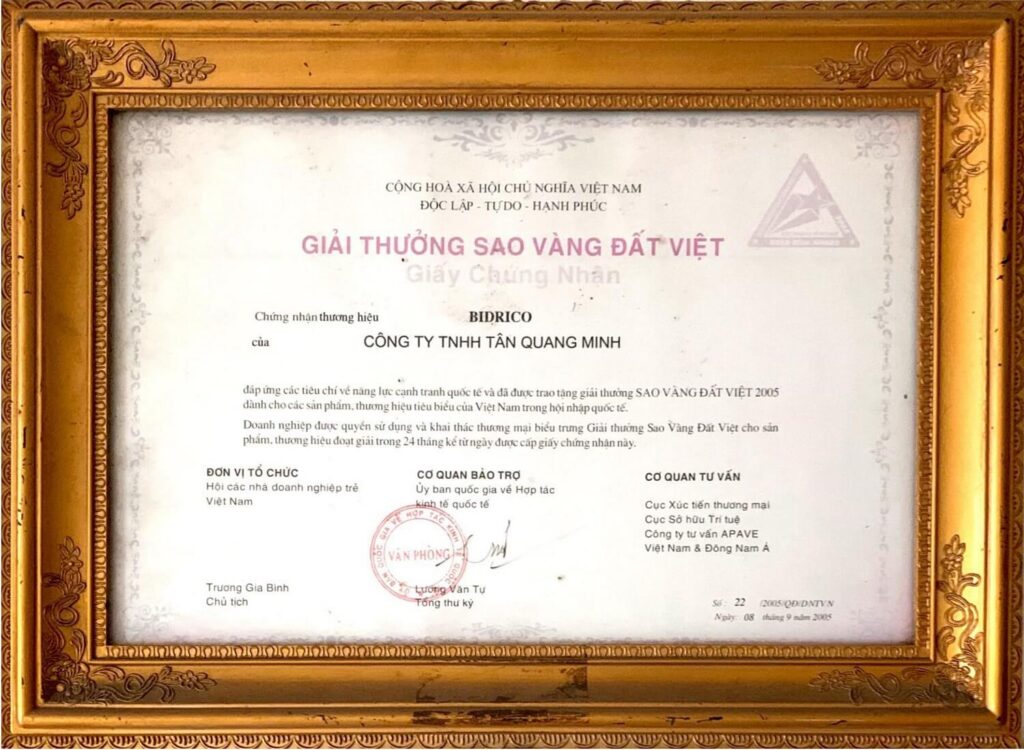 CỘNG HOÀ XÃ HỘI CHỦ NGHĨA VIỆT NAM
ĐỘC LẬP - TỰ DO - HẠNH PHÚC
GIẢI THƯỞNG SAO VÀNG ĐẤT VIỆT
Giấy Chứng Nhận
Chứng nhận thương hiệu BIDRICO
của CÔNG TY TNHH TÂN QUANG MINH
đáp ứng các tiêu chí về năng lực cạnh tranh quốc tế và đã được trao tặng giải thưởng SAO VÀNG ĐẤT VIỆT 2005
dành cho các sản phẩm, thương hiệu tiêu biểu của Việt Nam trong hội nhập quốc tế.
Doanh nghiệp được quyền sử dụng và khai thác thương mại biểu trưng Giải thưởng Sao Vàng Đất Việt cho sản
phẩm, thương hiệu đoạt giải trong 24 tháng kể từ ngày được cấp giấy chứng nhận này.
ĐƠN VỊ TỔ CHỨC
Hội các nhà doanh nghiệp trẻ
Việt Nam
Trương Gia Bình
Chủ tịch
CƠ QUAN BẢO TRỢ
Ủy ban quốc gia về Hợp tác
kinh tế quốc tế
VĂN PHÒNG
Lương Văn Tự
Tổng thư ký
CƠ QUAN TƯ VẤN
Cục Xúc tiến thương mại
Cục Sở hữu Trí tuệ
Công ty tư vấn APAVE
Việt Nam & Đông Nam Á
Số: 22 /2005/QĐ/DNTVN
Ngày: 08 tháng 9 năm 2005